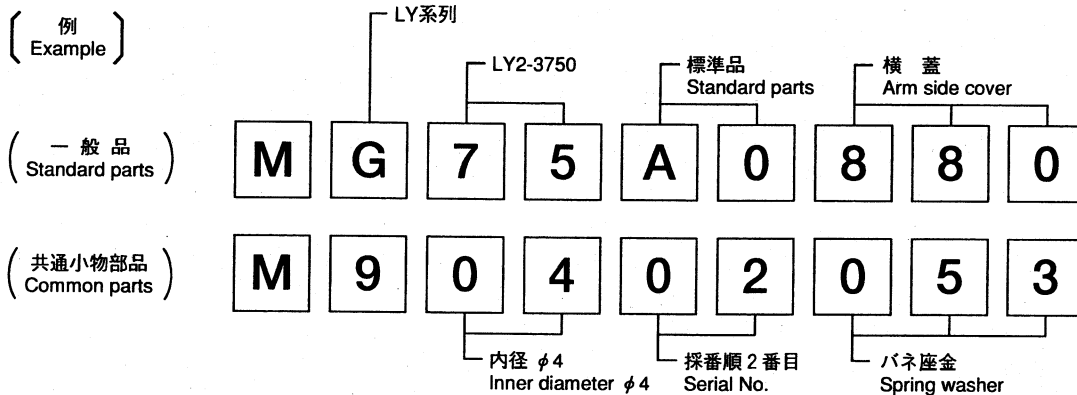 例
Example
LY系列
LY2-3750
標準品
Standard parts
横 蓋
Arm side cover
一 般 品
Standard parts
M G 7 5 A 0 8 8 0
共通小物部品
Common parts
M 9 0 4 0 2 0 5 3
内径 φ4
Inner diameter φ4
採番順2番目
Serial No.
バネ座金
Spring washer